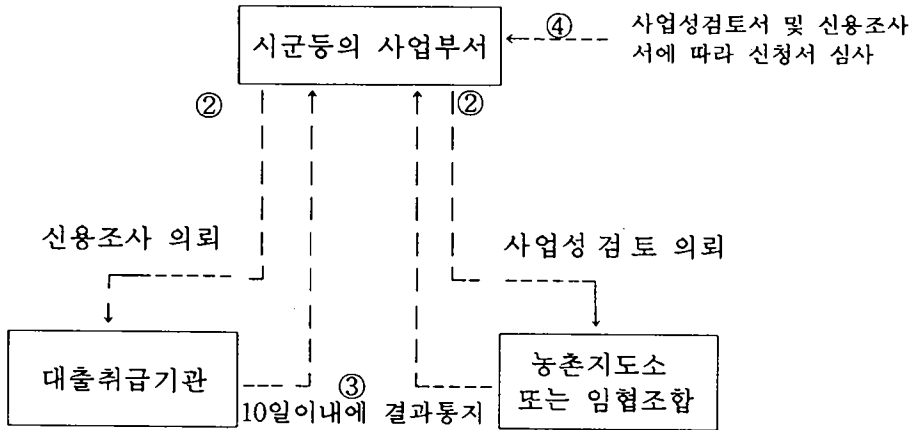 시군등의 사업부서
④
사업성검토서 및 신용조사
서에 따라 신청서 심사
②
②
신용조사 의뢰
사업성 검토 의뢰
대출취급기관
③
10일이내에 결과통지
농촌지도소
또는 임협조합